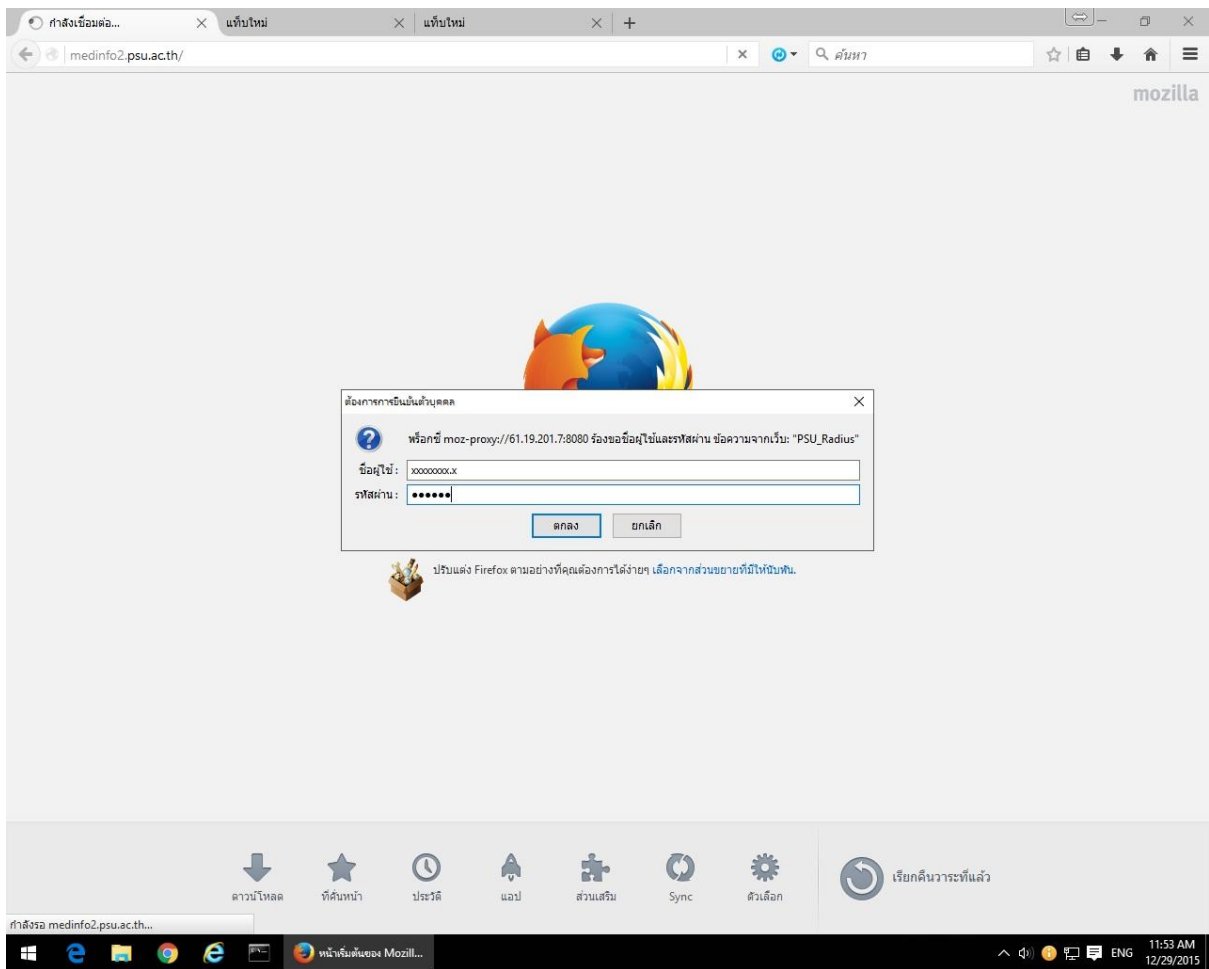 กำลังเชื่อมต่อ...
แท็บใหม่
แท็บใหม่
medinfo2.psu.ac.th/
ค้นหา
mozilla
ต้องการการยืนยันตัวบุคคล
พร็อกซี moz-proxy://61.19.201.7:8080 ร้องขอชื่อผู้ใช้และรหัสผ่าน ข้อความจากเว็บ: "PSU_Radius"
ชื่อผู้ใช้ : xxxxxxxx.x
รหัสผ่าน : ●●●●●●
ตกลง
ยกเลิก
ปรับแต่ง Firefox ตามอย่างที่คุณต้องการได้ง่ายๆ เลือกจากส่วนขยายที่มีให้นับพัน.
ดาวน์โหลด
ที่คั่นหน้า
ประวัติ
แอป
ส่วนเสริม
Sync
ตัวเลือก
เรียกคืนวาระที่แล้ว
กำลังรอ medinfo2.psu.ac.th...
หน้าเริ่มต้นของ Mozill...
ENG
11:53 AM
12/29/2015